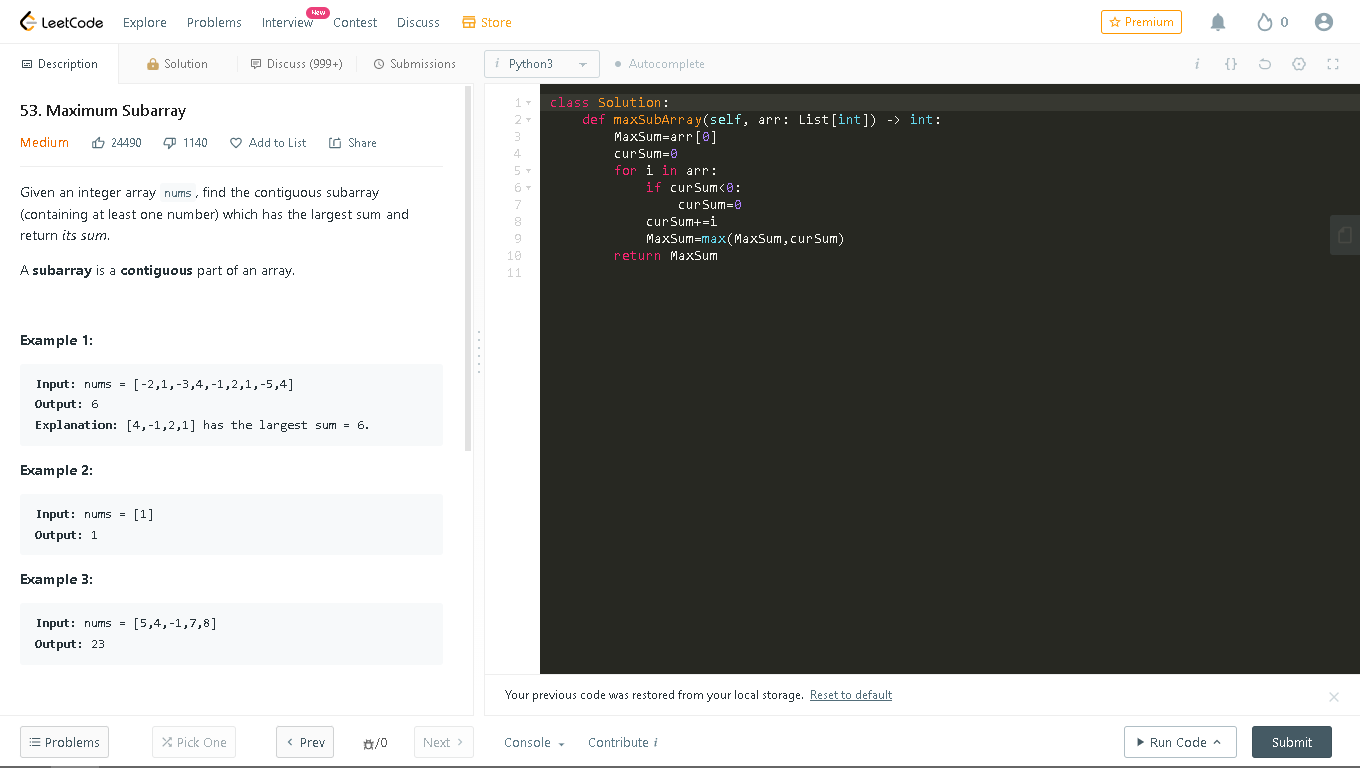 LeetCode Explore Problems Interview New Contest Discuss Store Premium 0
Description Solution Discuss (999+) Submissions
i Python3 Autocomplete i {}
53. Maximum Subarray
Medium 24490 1140 Add to List Share
Given an integer array nums, find the contiguous subarray
(containing at least one number) which has the largest sum and
return its sum.
A subarray is a contiguous part of an array.
Example 1:
Input: nums = [-2,1,-3,4,-1,2,1,-5,4]
Output: 6
Explanation: [4,-1,2,1] has the largest sum = 6.
Example 2:
Input: nums = [1]
Output: 1
Example 3:
Input: nums = [5,4,-1,7,8]
Output: 23
1 class Solution:
2     def maxSubArray(self, arr: List[int]) -> int:
3         MaxSum=arr[0]
4         curSum=0
5         for i in arr:
6             if curSum<0:
7                 curSum=0
8             curSum+=i
9             MaxSum=max(MaxSum,curSum)
10         return MaxSum
11
Your previous code was restored from your local storage. Reset to default
Problems Pick One < Prev /0 Next > Console Contribute i Run Code Submit